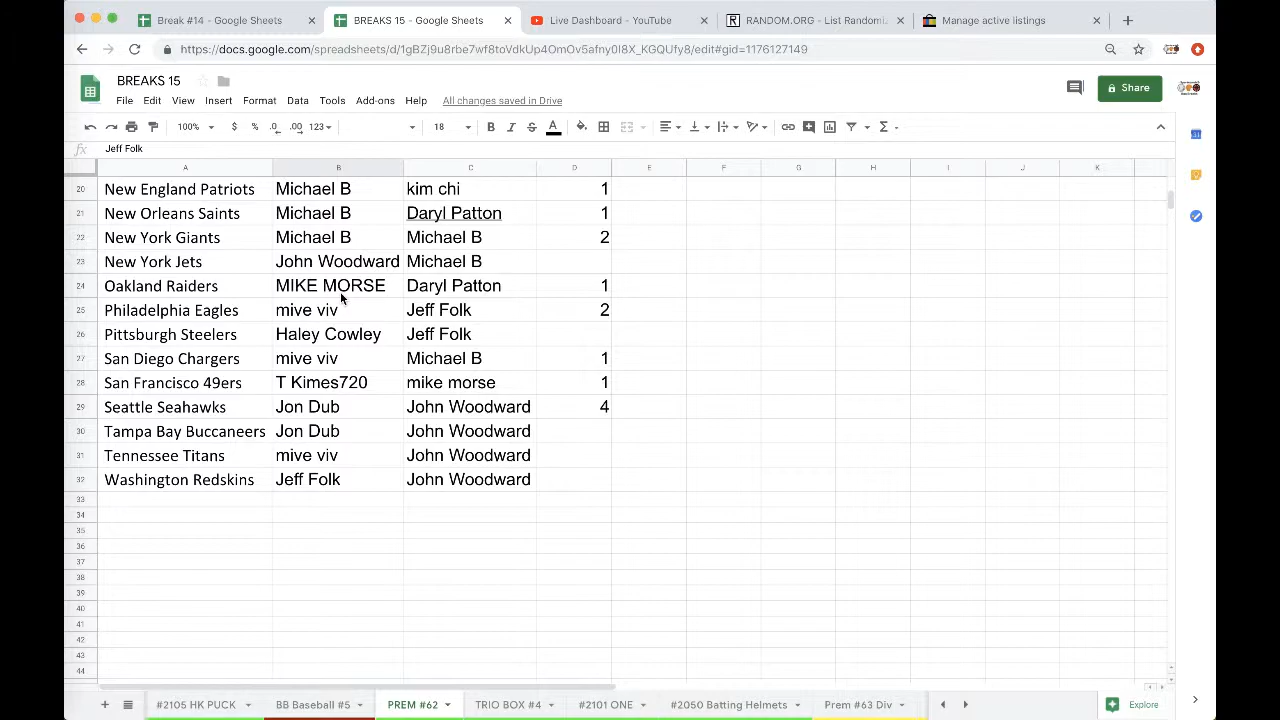 Break #14 - Google Sheets
BREAKS 15 - Google Sheets
Live Dashboard - YouTube
RANDOM.ORG - List Randomi
Manage active listings
BREAKS 15
File Edit View Insert Format Data Tools Add-ons Help All changes saved in Drive
Share
100% $ % .0 .00 123 18 B I S A
fx Jeff Folk
A B C D E F G H I J K
20 New England Patriots Michael B kim chi 1
21 New Orleans Saints Michael B Daryl Patton 1
22 New York Giants Michael B Michael B 2
23 New York Jets John Woodward Michael B
24 Oakland Raiders MIKE MORSE Daryl Patton 1
25 Philadelphia Eagles mive viv Jeff Folk 2
26 Pittsburgh Steelers Haley Cowley Jeff Folk
27 San Diego Chargers mive viv Michael B 1
28 San Francisco 49ers T Kimes720 mike morse 1
29 Seattle Seahawks Jon Dub John Woodward 4
30 Tampa Bay Buccaneers Jon Dub John Woodward
31 Tennessee Titans mive viv John Woodward
32 Washington Redskins Jeff Folk John Woodward
33
34
35
36
37
38
39
40
41
42
43
44
#2105 HK PUCK BB Baseball #5 PREM #62 TRIO BOX #4 #2101 ONE #2050 Batting Helmets Prem #63 Div Explore